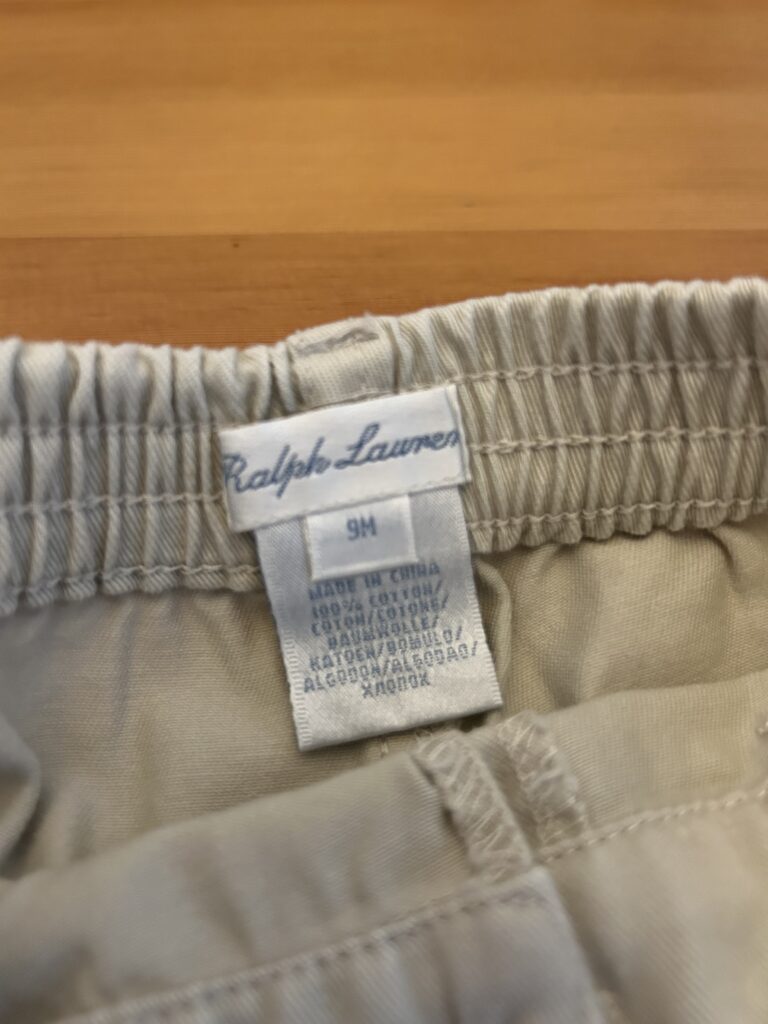 Ralph Lauren
9M
MADE IN CHINA
100% COTTON/
COTON/COTONE/
BAUMWOLLE/
KATOEN/BOMULD/
ALGODON/ALGODAO/
ХЛОПОК